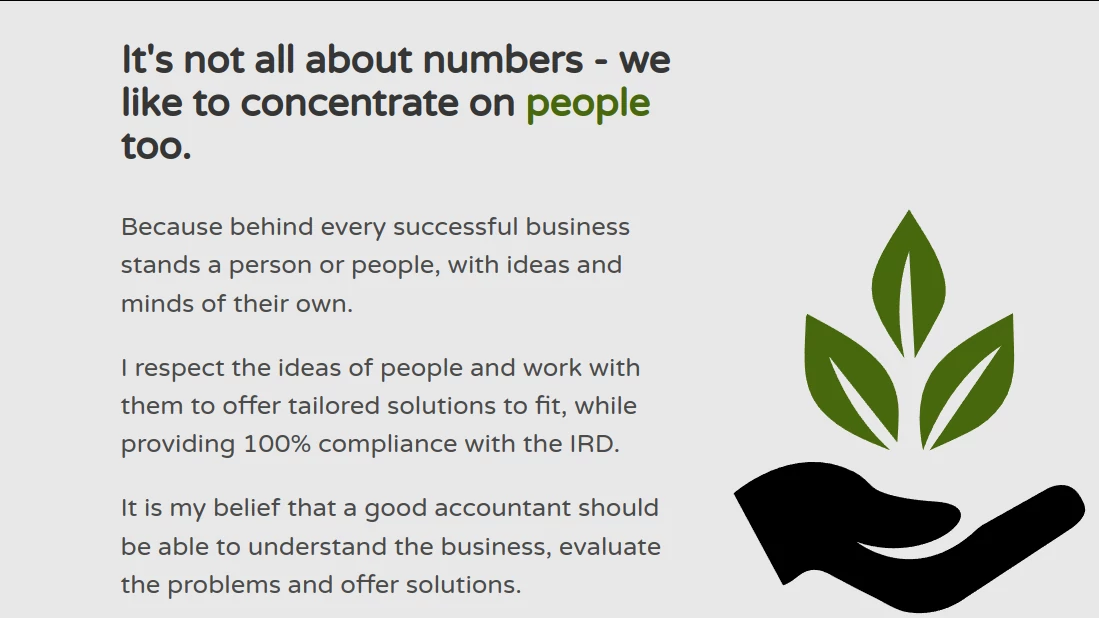 It's not all about numbers - we
like to concentrate on people
too.
Because behind every successful business
stands a person or people, with ideas and
minds of their own.
I respect the ideas of people and work with
them to offer tailored solutions to fit, while
providing 100% compliance with the IRD.
It is my belief that a good accountant should
be able to understand the business, evaluate
the problems and offer solutions.